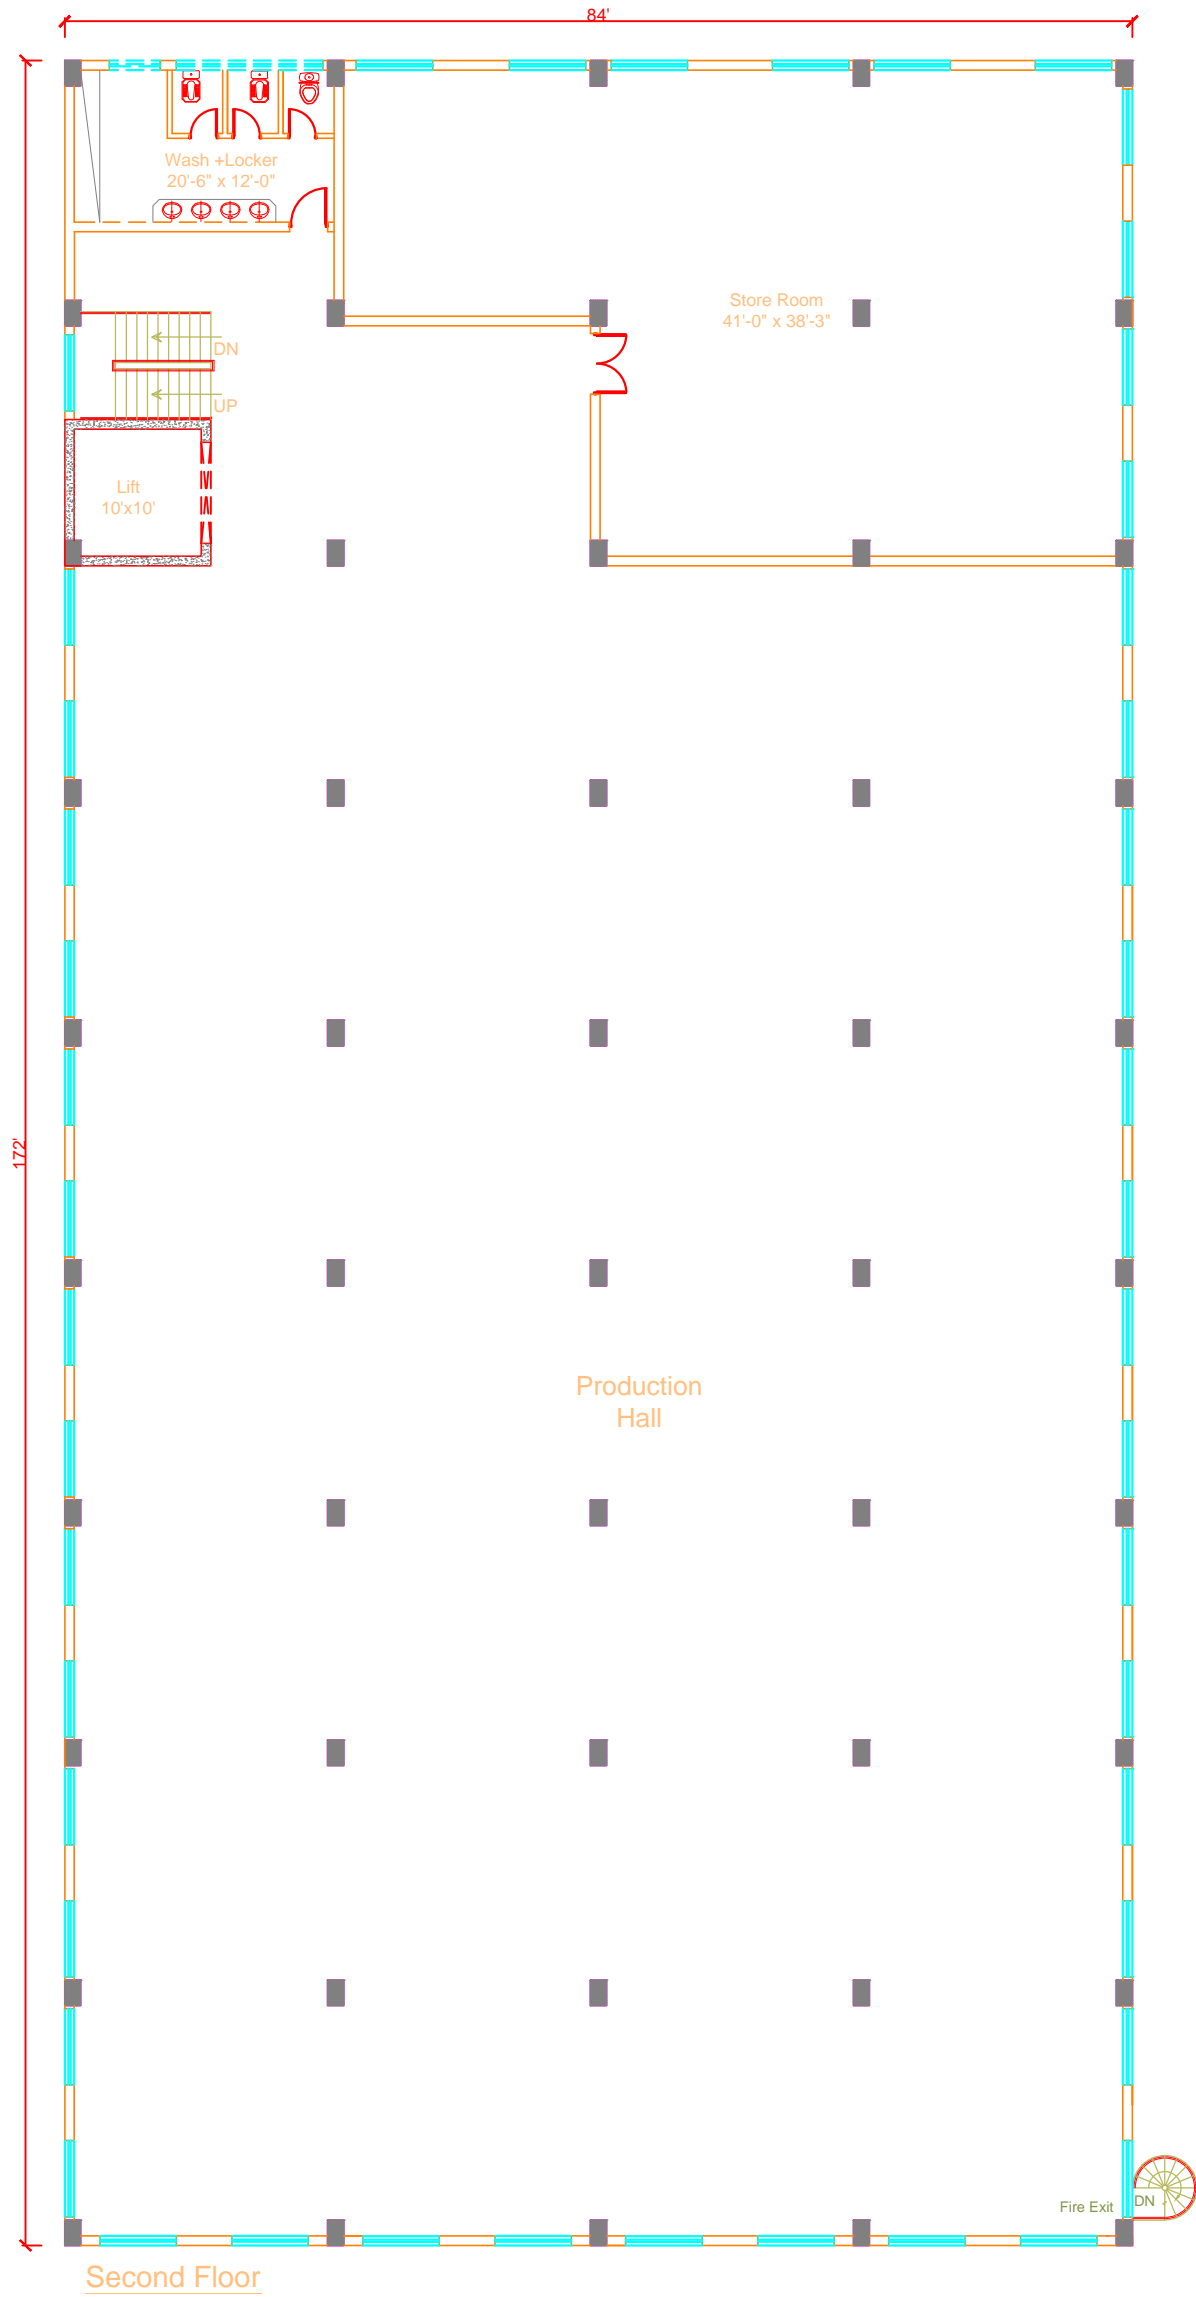 84'
Wash +Locker
20'-6" x 12'-0"
Store Room
41'-0" x 38'-3"
DN
UP
Lift
10'x10'
172'
Production
Hall
Fire Exit
DN
Second Floor